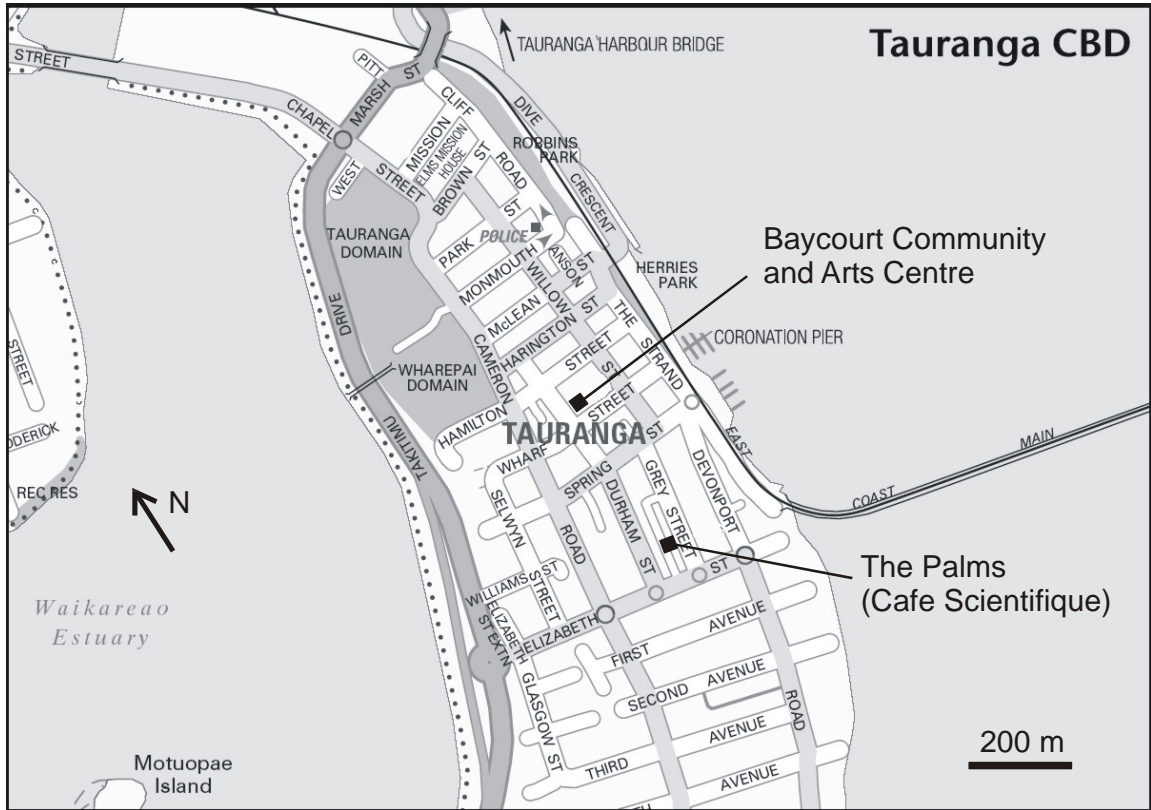 Tauranga CBD
TAURANGA HARBOUR BRIDGE
STREET
PITT
MARSH ST
CHAPEL
STREET
CLIFF
ROAD
DIVE
CRESCENT
ROBBINS
PARK
MISSION
ELMS MISSION
HOUSE
WEST
BROWN ST
TAURANGA
DOMAIN
POLICE
PARK
ST
MONMOUTH
ANSON
ST
WILLOW
ST
McLEAN
HARINGTON ST
HERRIES
PARK
Baycourt Community
and Arts Centre
THE STRAND
CORONATION PIER
DRIVE
CAMERON
STREET
WHAREPAI
DOMAIN
STREET
HAMILTON
TAURANGA
WHARF
SPRING
ST
EAST
COAST
MAIN
TAKITIMU
STREET
ODERICK
REC RES
N
SELWYN
STREET
DURHAM
ST
GREY
STREET
DEVONPORT
ROAD
ROAD
The Palms
(Cafe Scientifique)
WILLIAMS ST
ELIZABETH
ST EXTN
ELIZABETH
ST
Waikareao
Estuary
FIRST
AVENUE
SECOND
AVENUE
GLASGOW ST
THIRD
AVENUE
AVENUE
200 m
Motuopae
Island